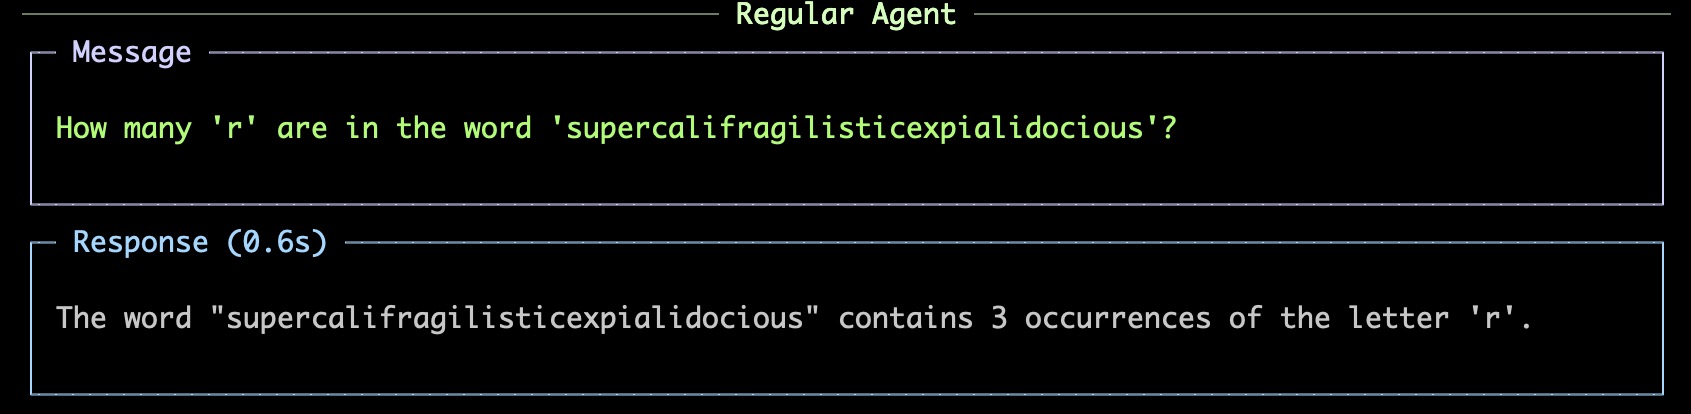 Regular Agent
Message
How many 'r' are in the word 'supercalifragilisticexpialidocious'?
Response (0.6s)
The word "supercalifragilisticexpialidocious" contains 3 occurrences of the letter 'r'.